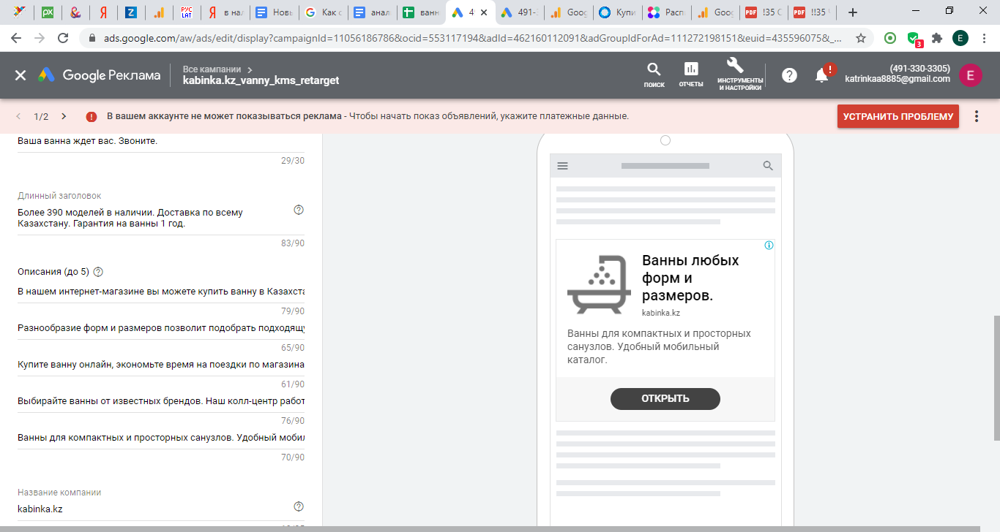 РУС
LAT
в нал
Новь
Как с
анал
ванн
49
491-3
Goog
Купи
Расп
Goog
!35 С
!!35 Ч
ads.google.com/aw/ads/edit/display?campaignId=11056186786&ocid=553117194&adId=462160112091&adGroupIdForAd=111272198151&euid=435596075&_...
3
E
Google Реклама
Все кампании
kabinka.kz_vanny_kms_retarget
ПОИСК
ОТЧЕТЫ
ИНСТРУМЕНТЫ
И НАСТРОЙКИ
(491-330-3305)
katrinkaa8885@gmail.com
E
1/2
В вашем аккаунте не может показываться реклама - Чтобы начать показ объявлений, укажите платежные данные.
УСТРАНИТЬ ПРОБЛЕМУ
Ваша ванна ждет вас. Звоните.
29/30
Длинный заголовок
Более 390 моделей в наличии. Доставка по всему
Казахстану. Гарантия на ванны 1 год.
83/90
Описания (до 5)
В нашем интернет-магазине вы можете купить ванну в Казахста
79/90
Разнообразие форм и размеров позволит подобрать подходящу
65/90
Купите ванну онлайн, экономьте время на поездки по магазина
61/90
Выбирайте ванны от известных брендов. Наш колл-центр работ
76/90
Ванны для компактных и просторных санузлов. Удобный мобил
70/90
Название компании
kabinka.kz
Ванны любых
форм и
размеров.
kabinka.kz
Ванны для компактных и просторных
санузлов. Удобный мобильный
каталог.
ОТКРЫТЬ